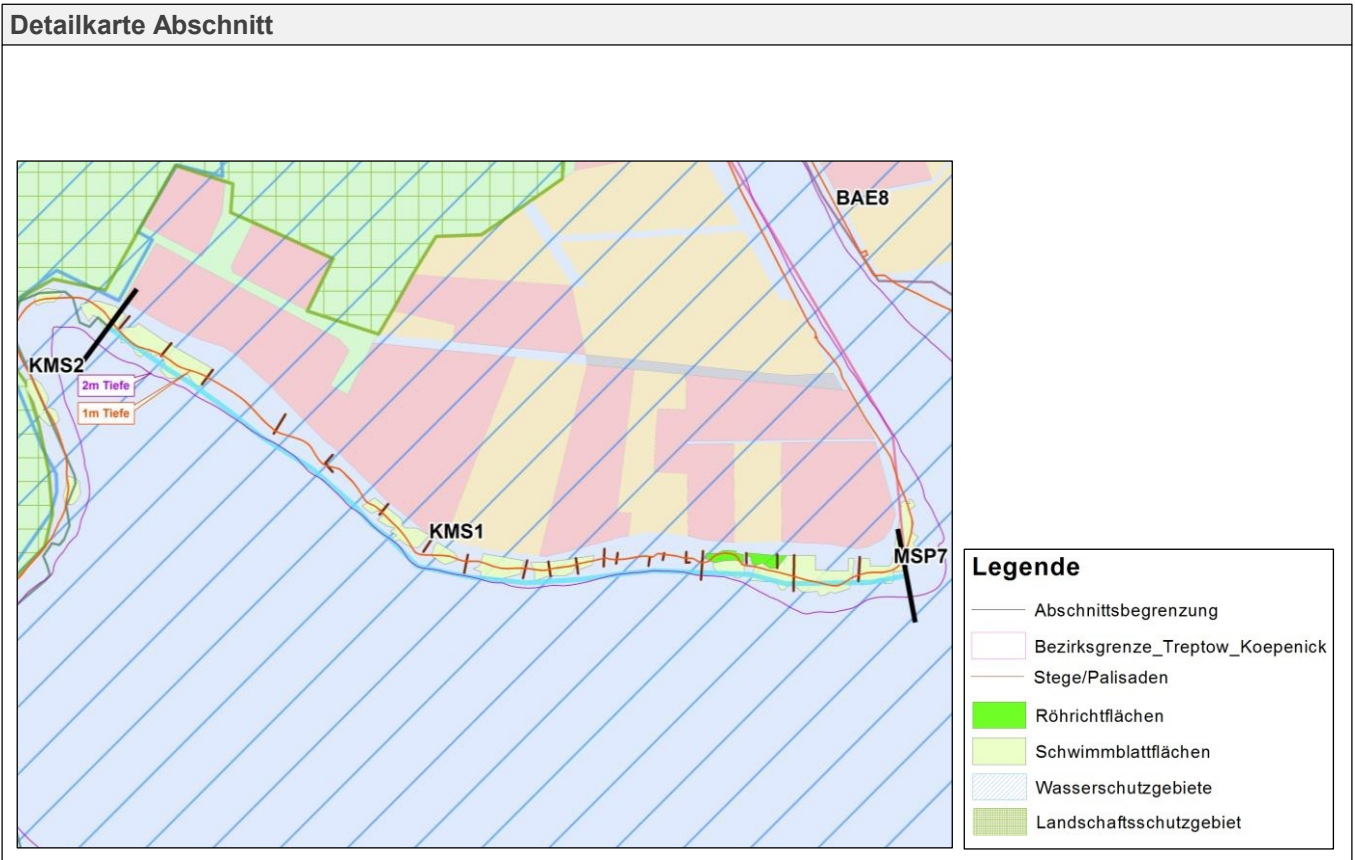 Detailkarte Abschnitt
BAE8
KMS2
2m Tiefe
1m Tiefe
KMS1
MSP7
Legende
Abschnittsbegrenzung
Bezirksgrenze_Treptow_Koepenick
Stege/Palisaden
Röhrichtflächen
Schwimmblattflächen
Wasserschutzgebiete
Landschaftsschutzgebiet